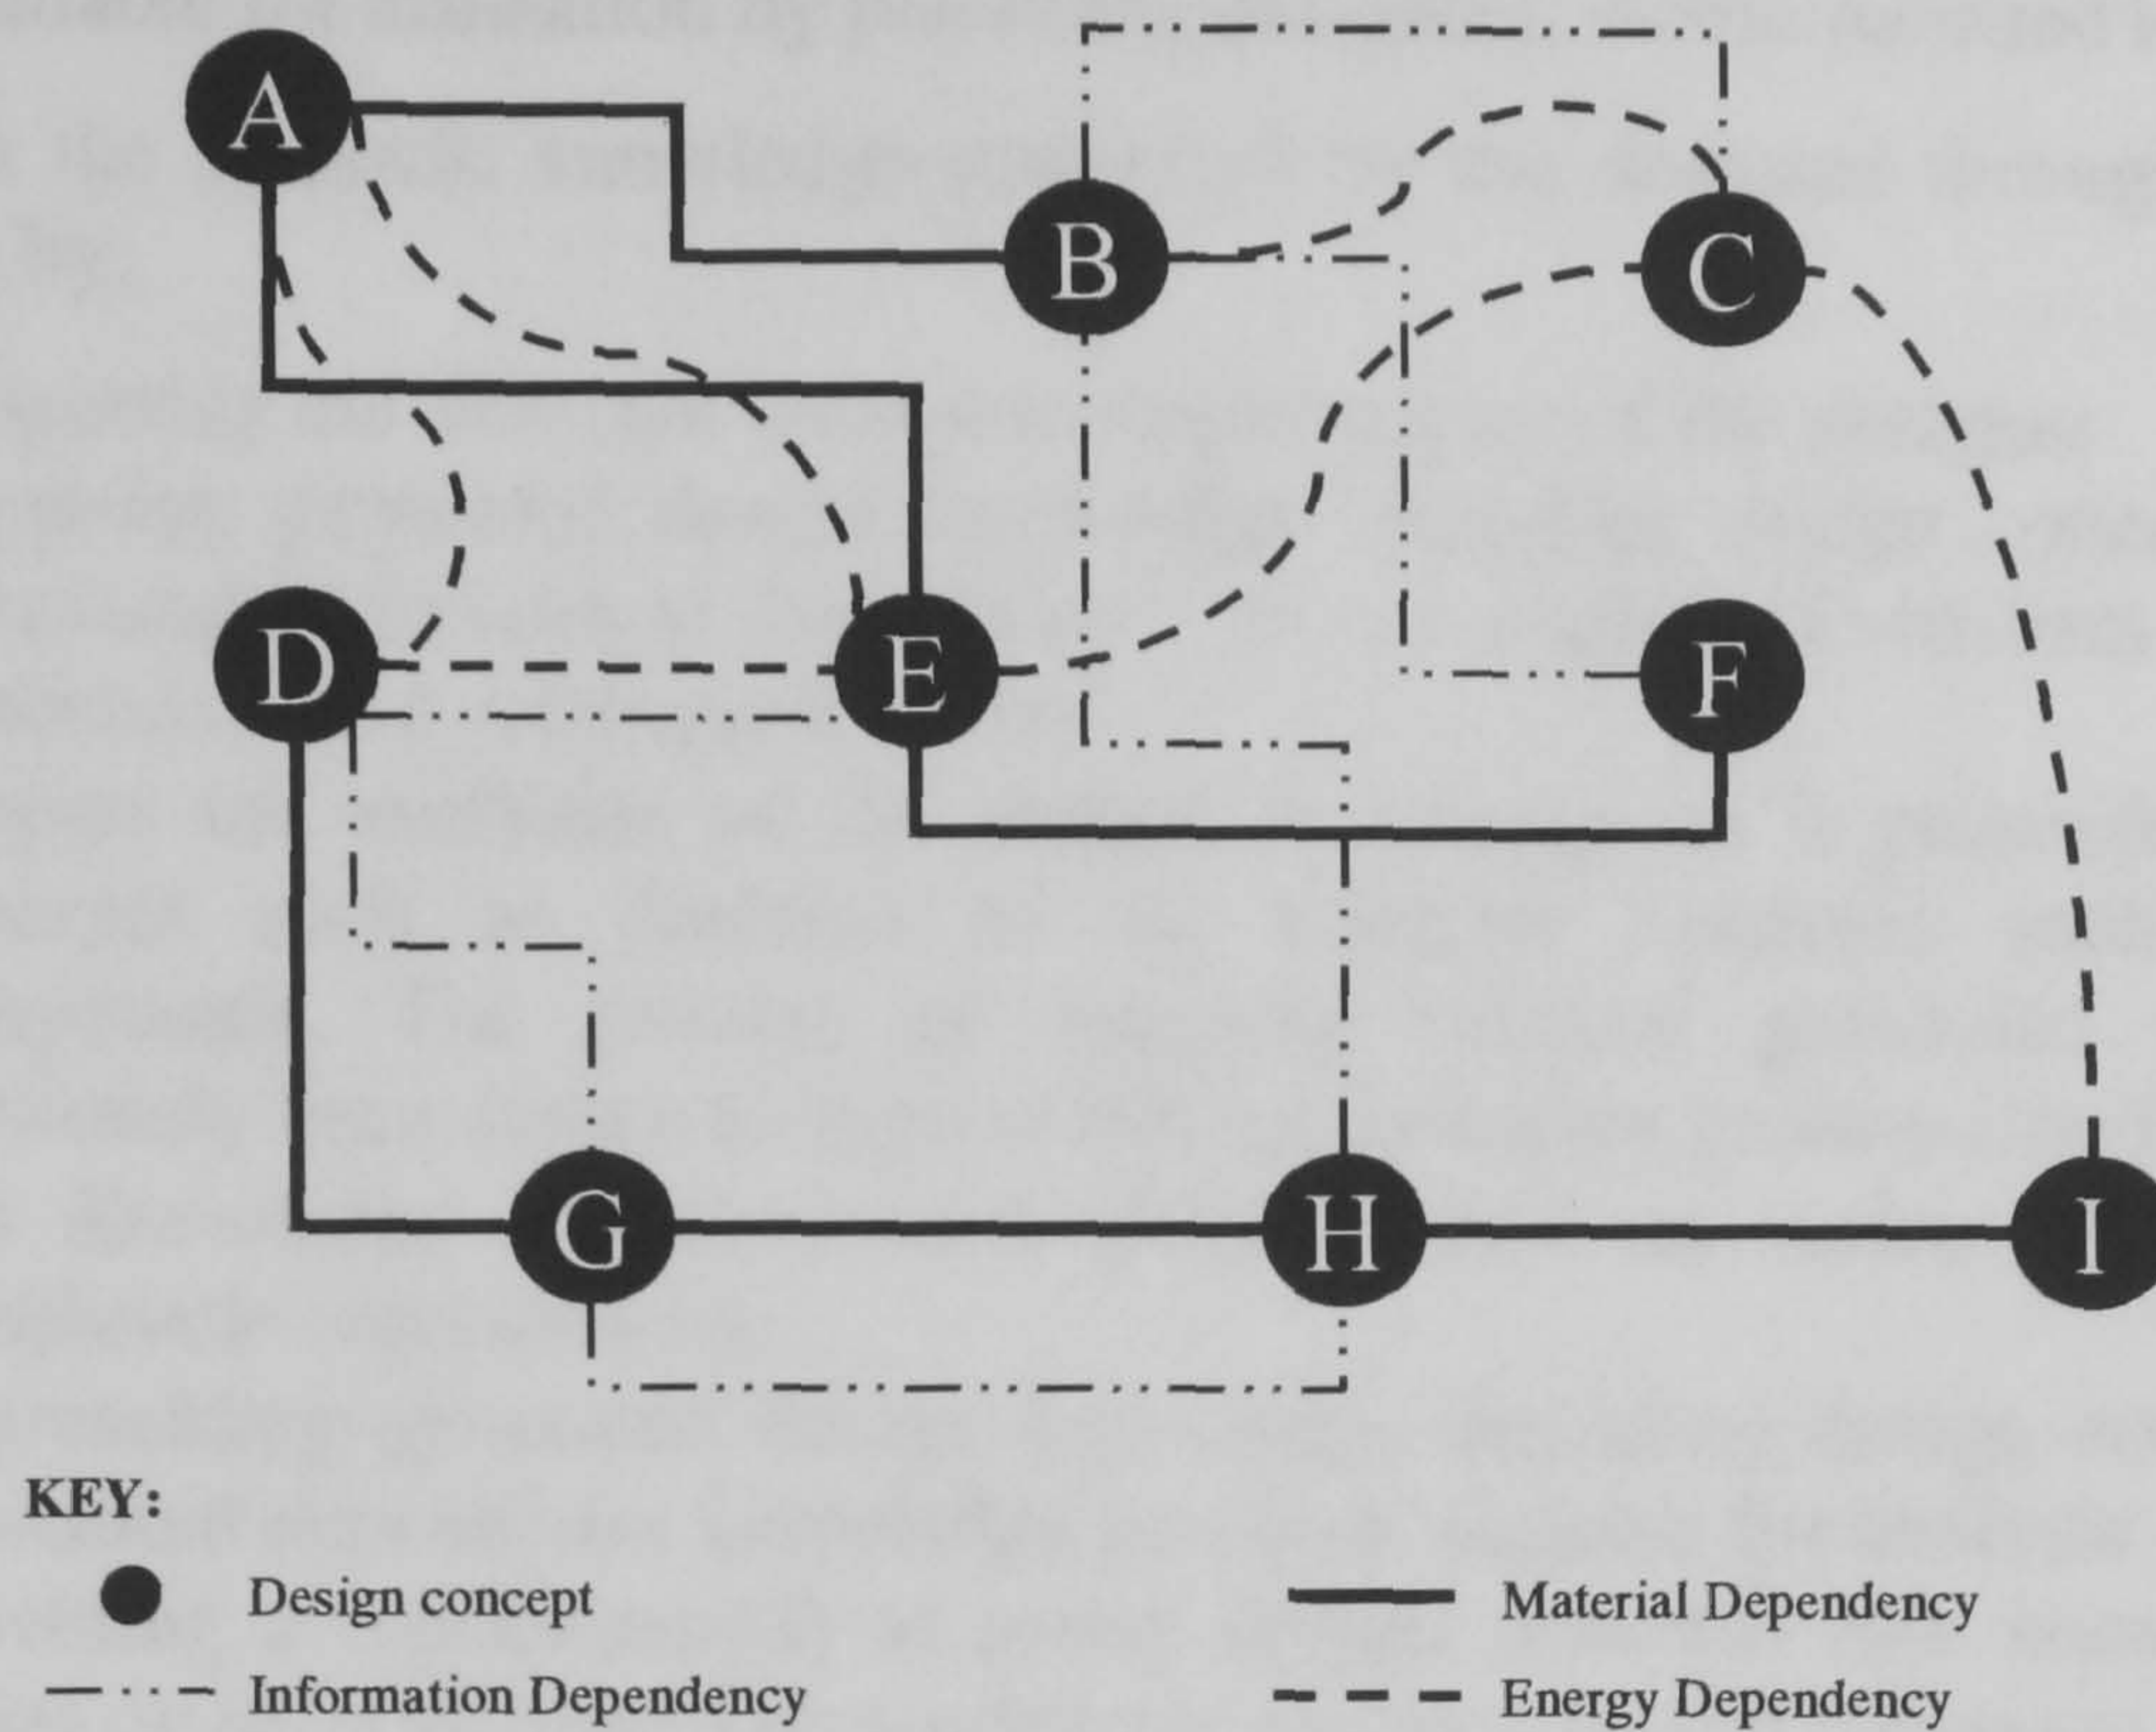 A
B
C
D
E
F
G
H
I
KEY:
Design concept
Material Dependency
Information Dependency
Energy Dependency